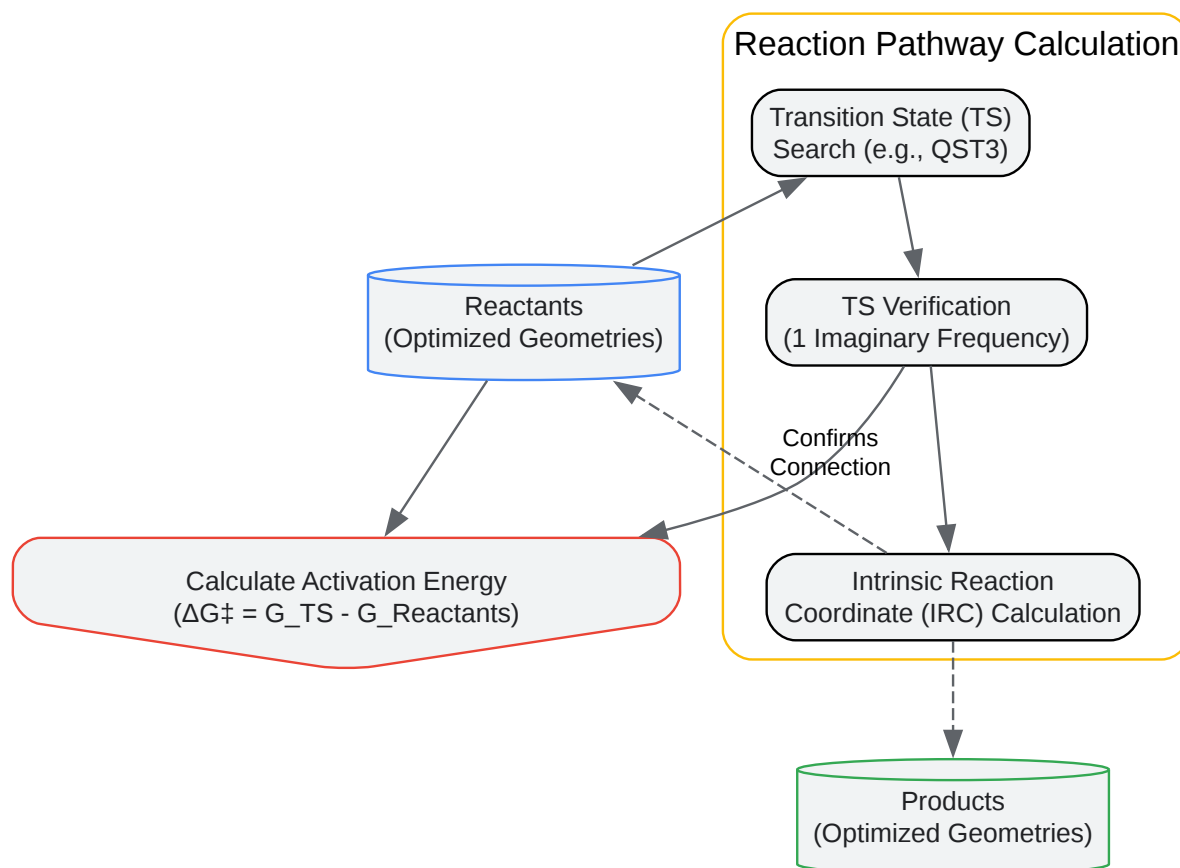 Reaction Pathway Calculation
Transition State (TS)
Search (e.g., QST3)
Reactants
(Optimized Geometries)
TS Verification
(1 Imaginary Frequency)
Confirms
Connection
Calculate Activation Energy
(ΔG‡ = G_TS - G_Reactants)
Intrinsic Reaction
Coordinate (IRC) Calculation
Products
(Optimized Geometries)